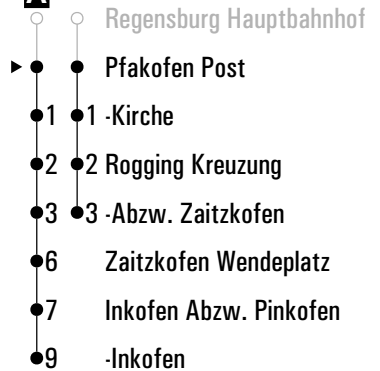 Regensburg Hauptbahnhof
Pfakofen Post
1 1 -Kirche
2 2 Rogging Kreuzung
3 3 -Abzw. Zaitzkofen
6 Zaitzkofen Wendeplatz
7 Inkofen Abzw. Pinkofen
9 -Inkofen